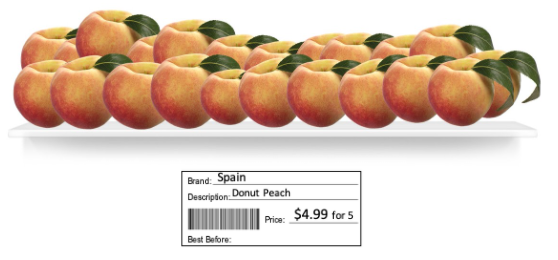 Brand: Spain
Description: Donut Peach
Price: $4.99 for 5
Best Before: